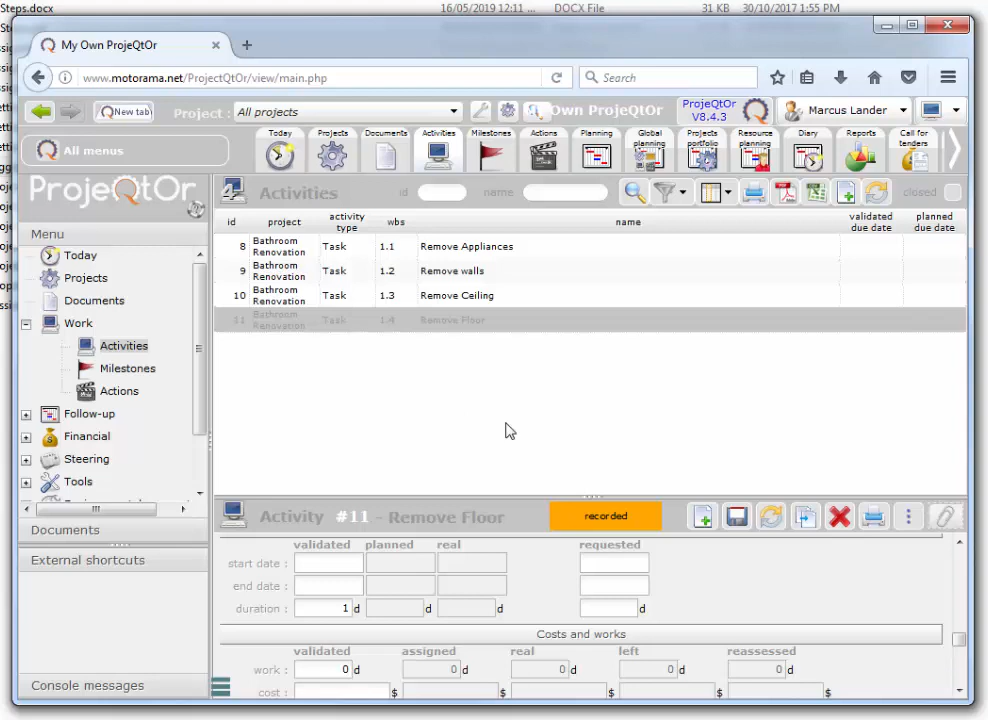 Steps.docx 16/05/2019 12:11 ... DOCX File 31 KB 30/10/2017 1:55 PM
My Own ProjeQtOr
www.motorama.net/ProjectQtOr/view/main.php Search
New tab Project : All projects Own ProjeQtOr ProjeQtOr V8.4.3 Marcus Lander
All menus Today Projects Documents Activities Milestones Actions Planning Global planning Projects portfolio Resource planning Diary Reports Call for tenders
ProjeQtOr
Activities id name closed
Menu
id project activity type wbs name validated due date planned due date
8 Bathroom Renovation Task 1.1 Remove Appliances
9 Bathroom Renovation Task 1.2 Remove walls
10 Bathroom Renovation Task 1.3 Remove Ceiling
11 Bathroom Renovation Task 1.4 Remove Floor
Today
Projects
Documents
Work
Activities
Milestones
Actions
Follow-up
Financial
Steering
Tools
Documents
External shortcuts
Console messages
Activity #11 - Remove Floor recorded
validated planned real requested
start date :
end date :
duration : 1 d d d d
Costs and works
validated assigned real left reassessed
work : 0 d 0 d 0 d 0 d 0 d
cost : $ $ $ $ $